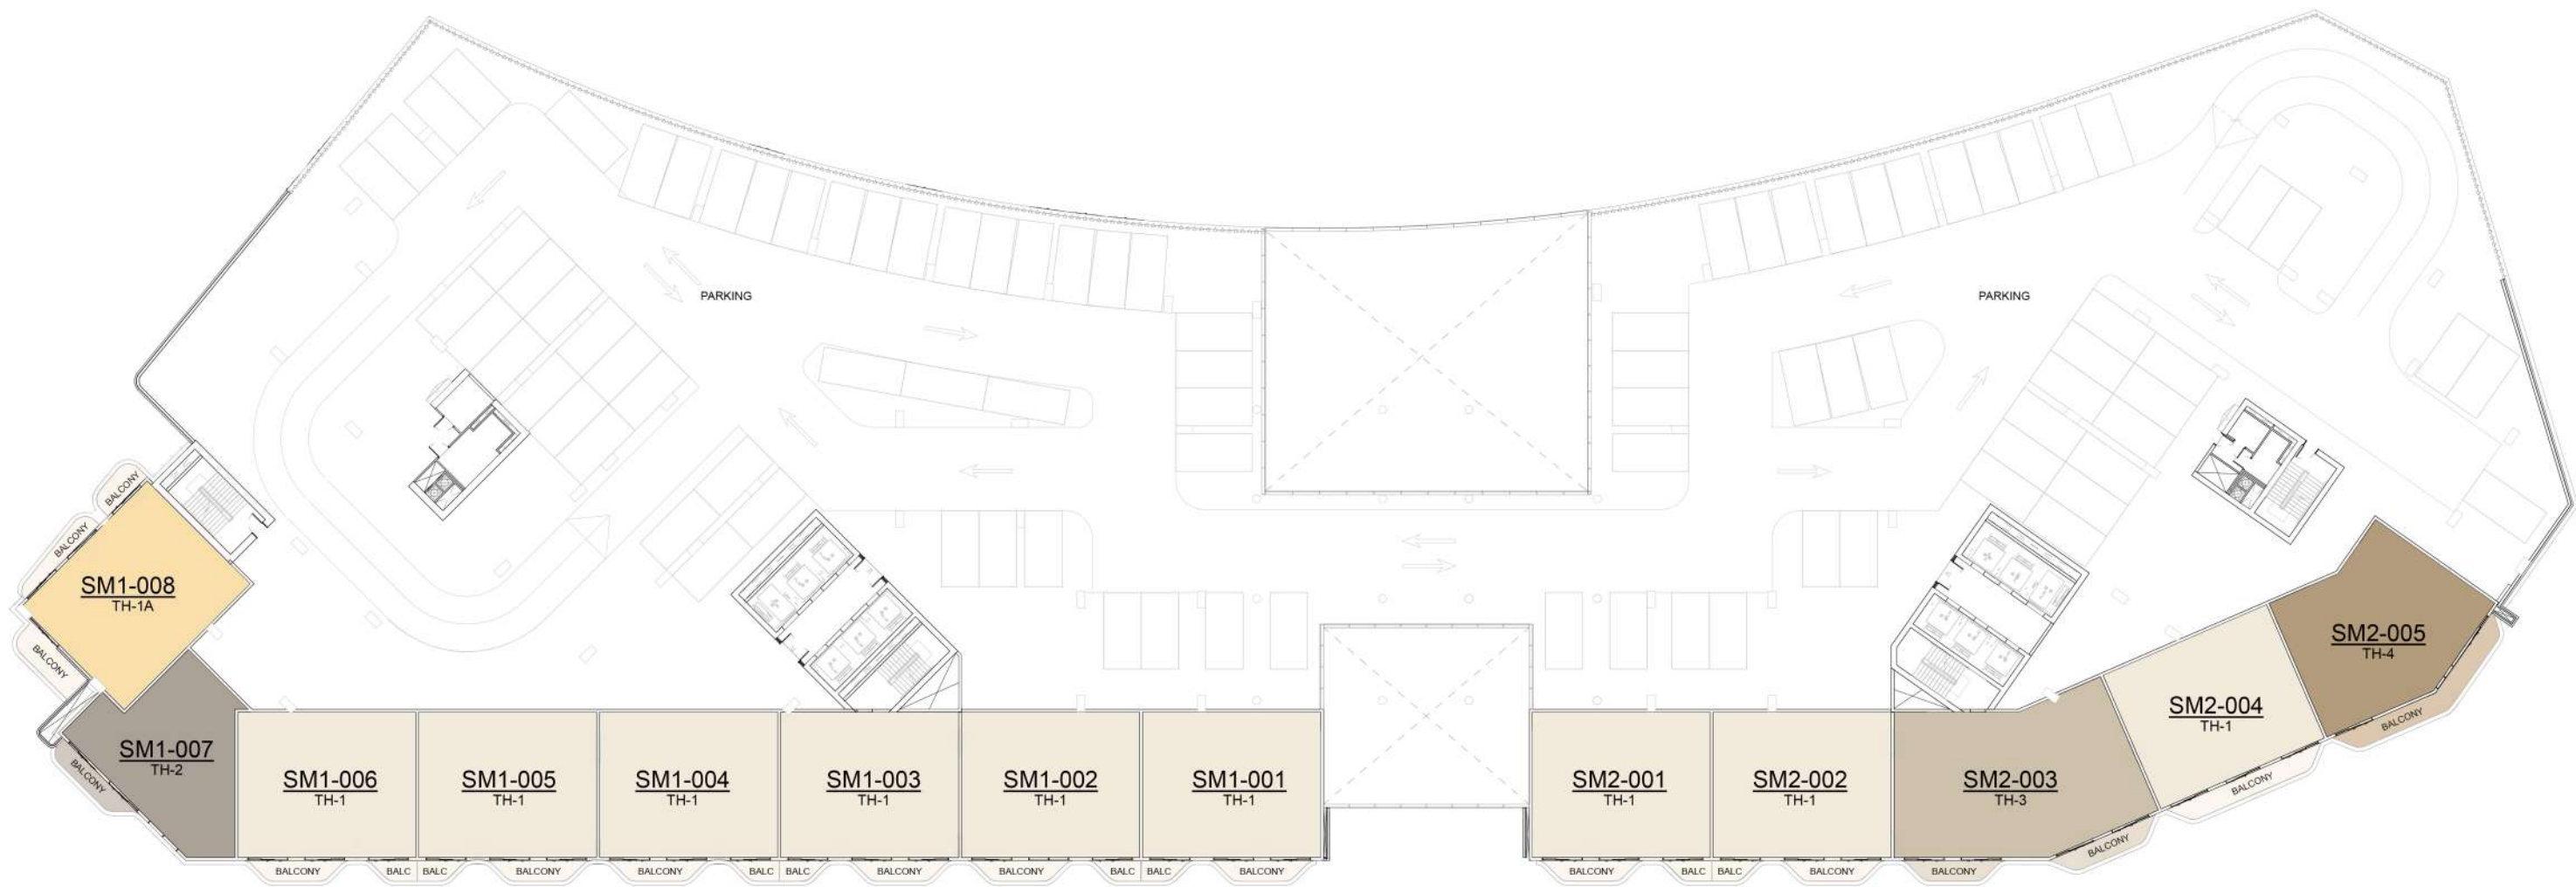 PARKING
PARKING
BALCONY
BALCONY
SM1-008
TH-1A
BALCONY
SM1-007
TH-2
BALCONY
SM1-006
TH-1
SM1-005
TH-1
SM1-004
TH-1
SM1-003
TH-1
SM1-002
TH-1
SM1-001
TH-1
SM2-001
TH-1
SM2-002
TH-1
SM2-003
TH-3
SM2-004
TH-1
SM2-005
TH-4
BALCONY
BALCONY
BALCONY
BALCONY
BALC
BALC
BALCONY
BALCONY
BALC
BALC
BALCONY
BALCONY
BALC
BALC
BALCONY
BALCONY
BALC
BALC
BALCONY
BALCONY